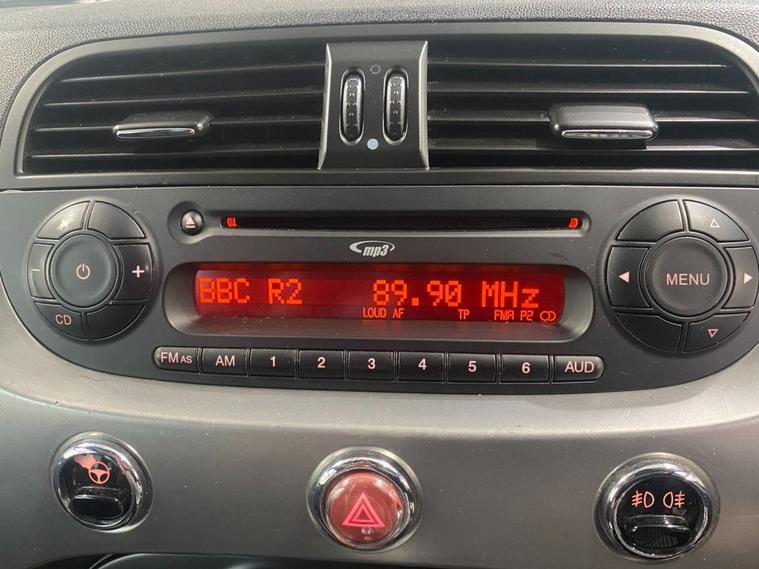 mp3
BBC R2 89.90 MHz
LOUD AF TP FMA P2
- +
CD
MENU
FM AS AM 1 2 3 4 5 6 AUD